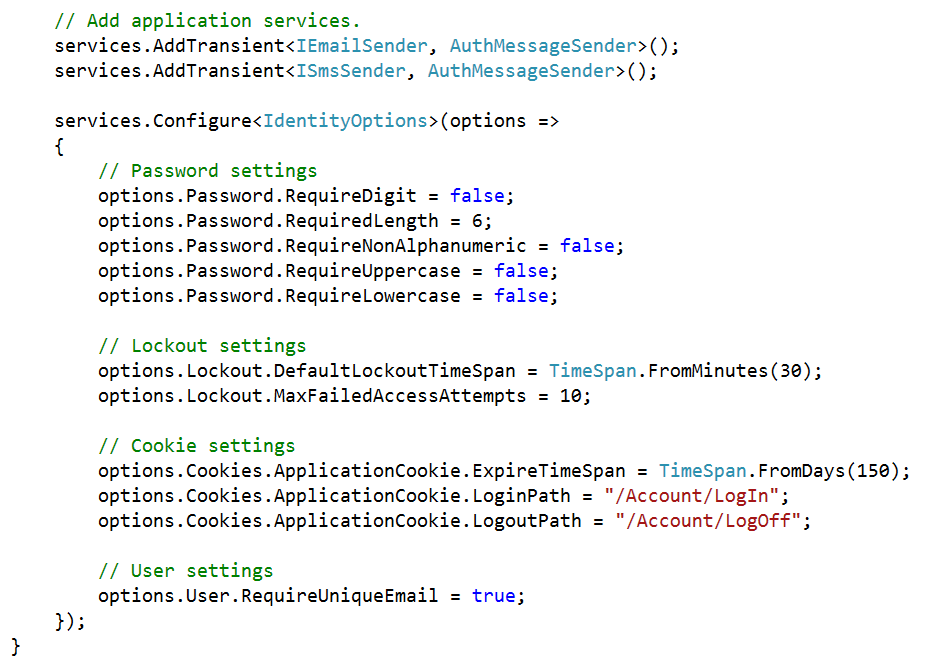 // Add application services.
services.AddTransient<IEmailSender, AuthMessageSender>();
services.AddTransient<ISmsSender, AuthMessageSender>();
services.Configure<IdentityOptions>(options =>
{
// Password settings
options.Password.RequireDigit = false;
options.Password.RequiredLength = 6;
options.Password.RequireNonAlphanumeric = false;
options.Password.RequireUppercase = false;
options.Password.RequireLowercase = false;
// Lockout settings
options.Lockout.DefaultLockoutTimeSpan = TimeSpan.FromMinutes(30);
options.Lockout.MaxFailedAccessAttempts = 10;
// Cookie settings
options.Cookies.ApplicationCookie.ExpireTimeSpan = TimeSpan.FromDays(150);
options.Cookies.ApplicationCookie.LoginPath = "/Account/LogIn";
options.Cookies.ApplicationCookie.LogoutPath = "/Account/LogOff";
// User settings
options.User.RequireUniqueEmail = true;
});
}